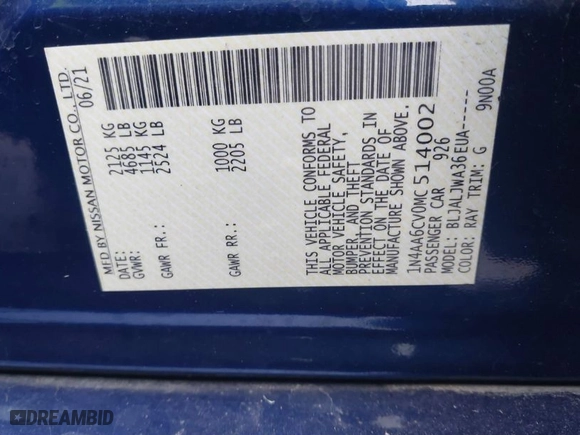 MFD BY NISSAN MOTOR CO., LTD.
DATE: 06/21
GVWR: 2125 KG
4685 LB
GAWR FR.: 1145 KG
2524 LB
GAWR RR.: 1000 KG
2205 LB
THIS VEHICLE CONFORMS TO
ALL APPLICABLE FEDERAL
MOTOR VEHICLE SAFETY,
BUMPER, AND THEFT
PREVENTION STANDARDS IN
EFFECT ON THE DATE OF
MANUFACTURE SHOWN ABOVE.
1N4AA6CV0MC514002
PASSENGER CAR 926
MODEL: BLJALJWA36EUA-----
COLOR: RAY TRIM: G 9N00A
DREAMBID